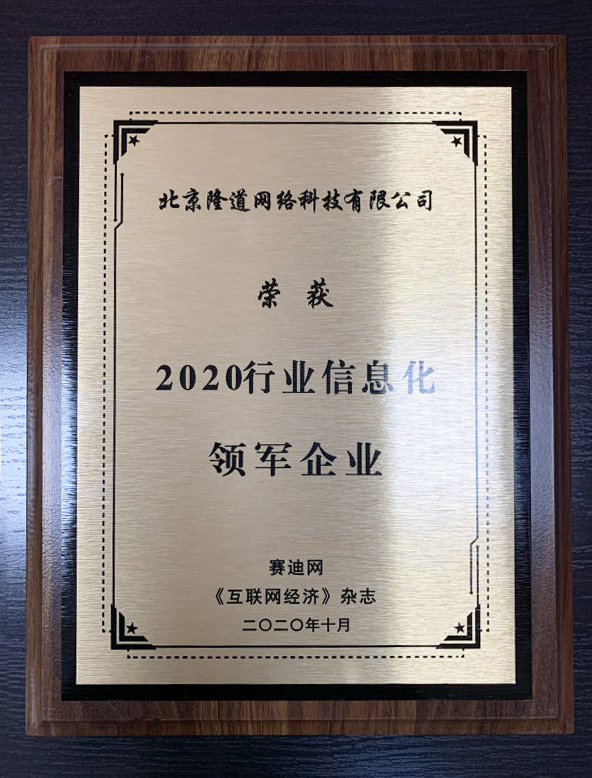 北京隆道网络科技有限公司
荣获
2020行业信息化
领军企业
赛迪网
《互联网经济》杂志
二〇二〇年十月